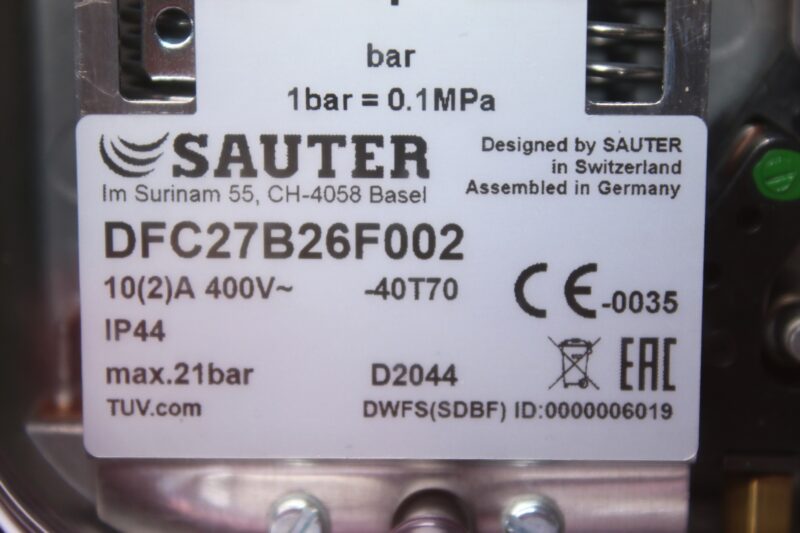 bar
1bar = 0.1MPa
SAUTER
Im Surinam 55, CH-4058 Basel
Designed by SAUTER
in Switzerland
Assembled in Germany
DFC27B26F002
10(2)A 400V~ -40T70
CE-0035
IP44
max.21bar D2044
EAC
TUV.com DWFS(SDBF) ID:0000006019